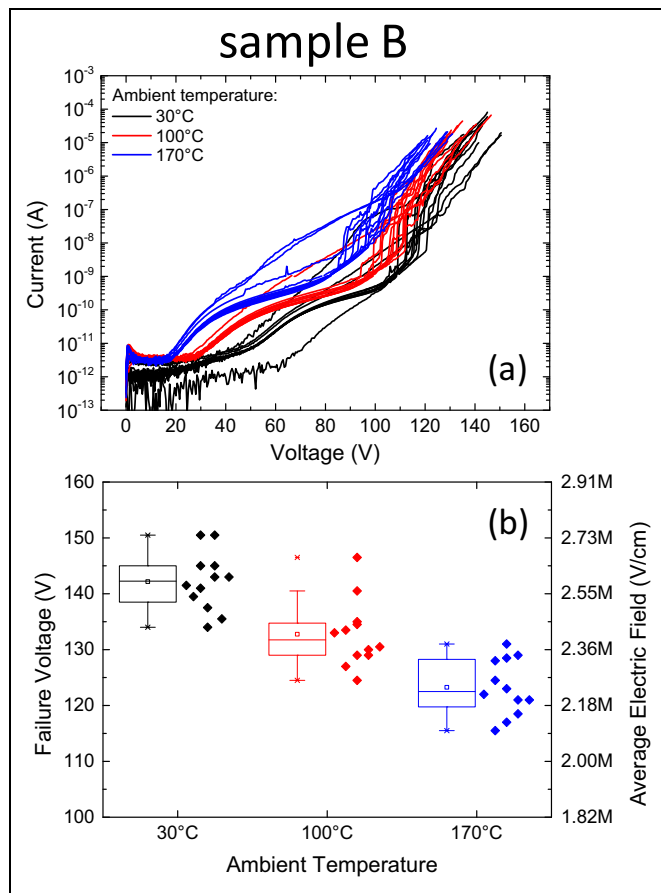 sample B
10⁻³
10⁻⁴
10⁻⁵
10⁻⁶
10⁻⁷
10⁻⁸
10⁻⁹
10⁻¹⁰
10⁻¹¹
10⁻¹²
10⁻¹³
Current (A)
Ambient temperature:
30°C
100°C
170°C
(a)
0 20 40 60 80 100 120 140 160
Voltage (V)
160
150
140
130
120
110
100
Failure Voltage (V)
(b)
2.91M
2.73M
2.55M
2.36M
2.18M
2.00M
1.82M
Average Electric Field (V/cm)
30°C 100°C 170°C
Ambient Temperature